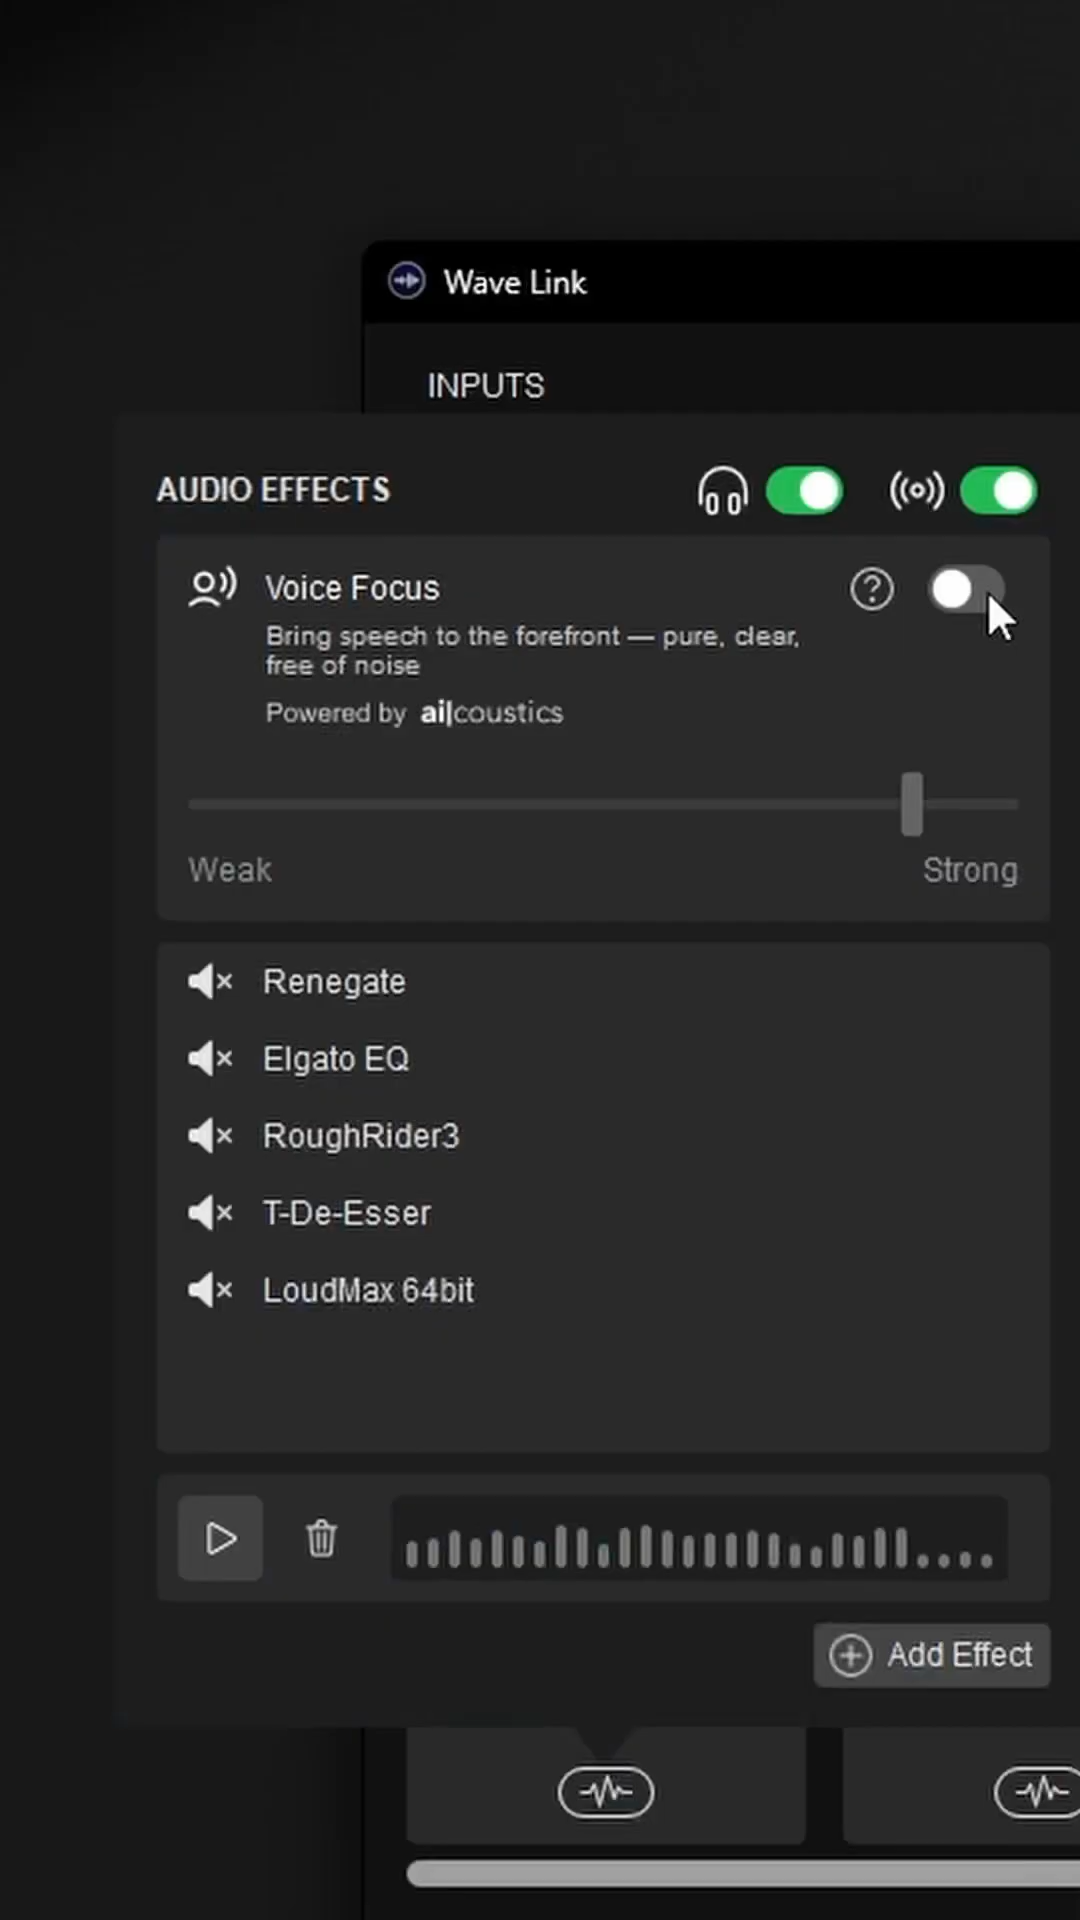 Wave Link
INPUTS
AUDIO EFFECTS
Voice Focus
Bring speech to the forefront — pure, clear,
free of noise
Powered by ai|coustics
Weak
Strong
Renegate
Elgato EQ
RoughRider3
T-De-Esser
LoudMax 64bit
Add Effect